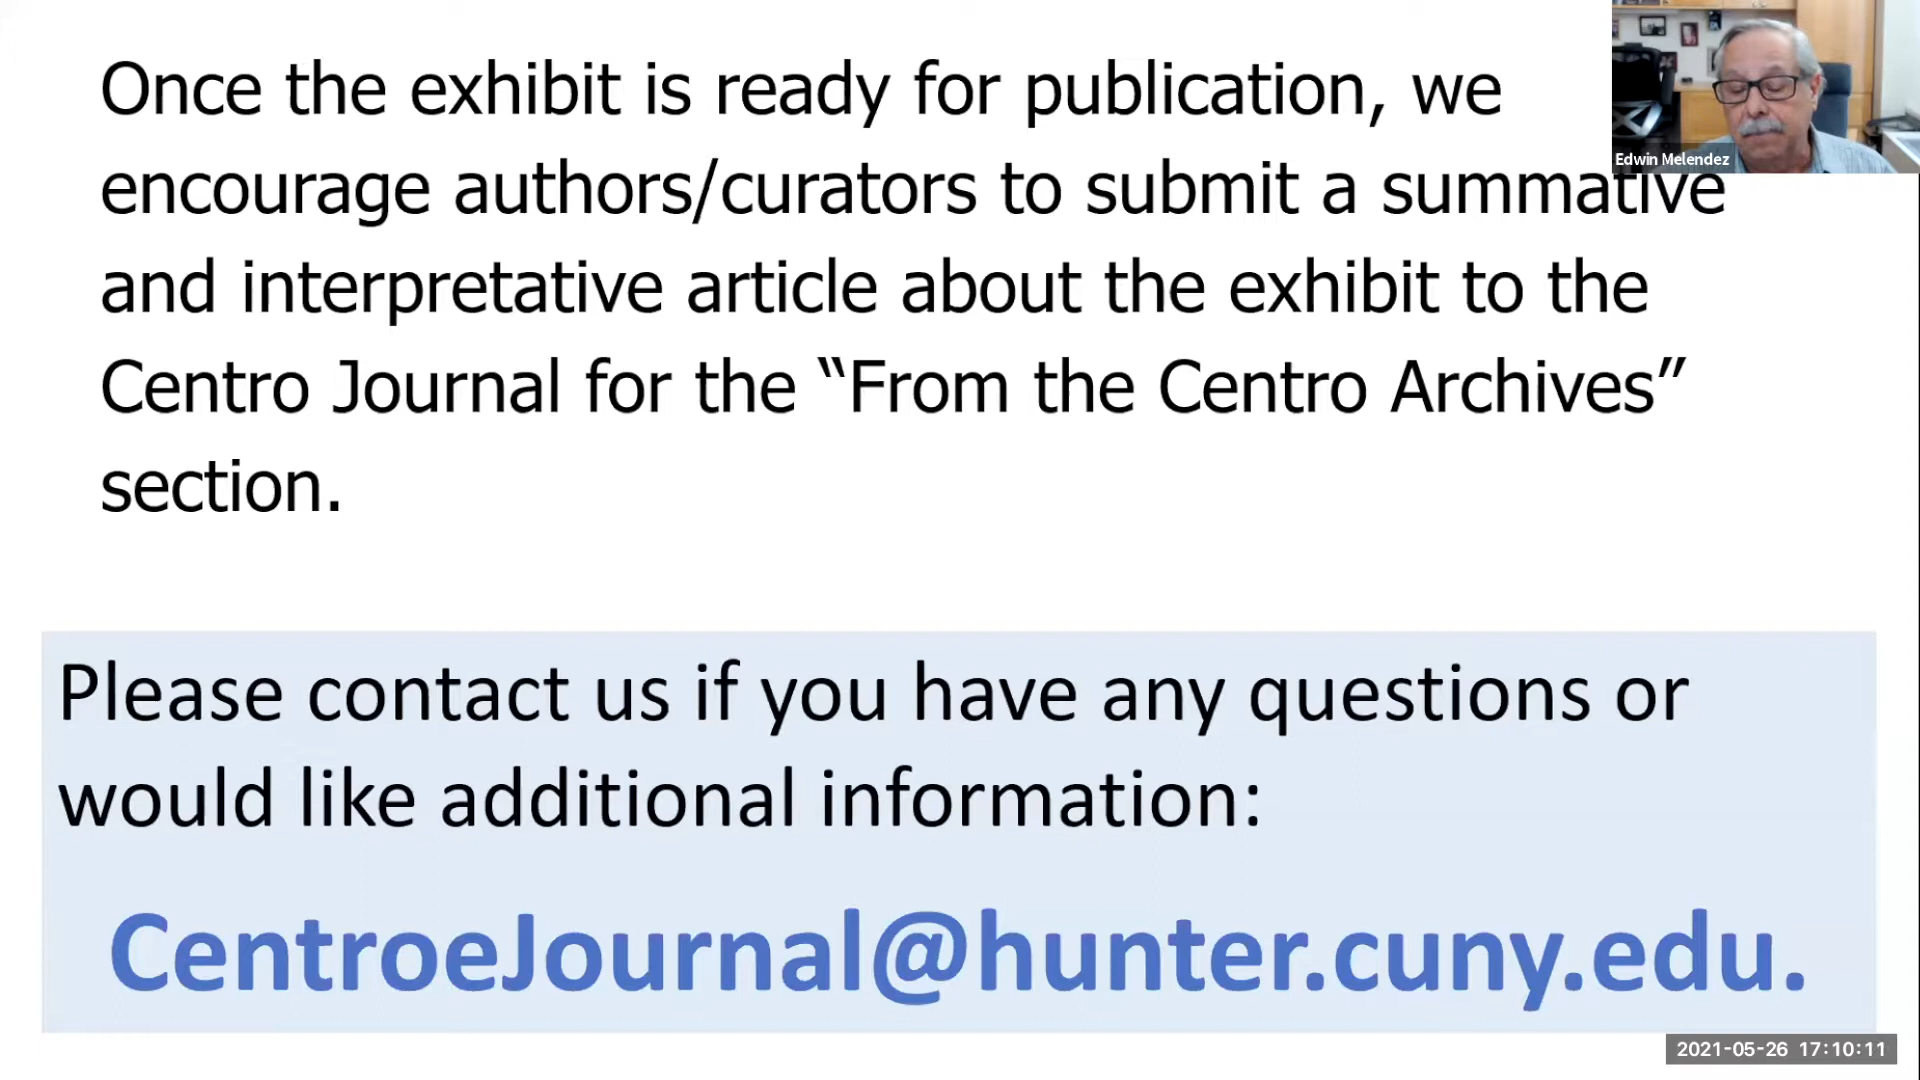 Once the exhibit is ready for publication, we
encourage authors/curators to submit a summative
and interpretative article about the exhibit to the
Centro Journal for the “From the Centro Archives”
section.
Edwin Melendez
Please contact us if you have any questions or
would like additional information:
CentroeJournal@hunter.cuny.edu.
2021-05-26 17:10:11